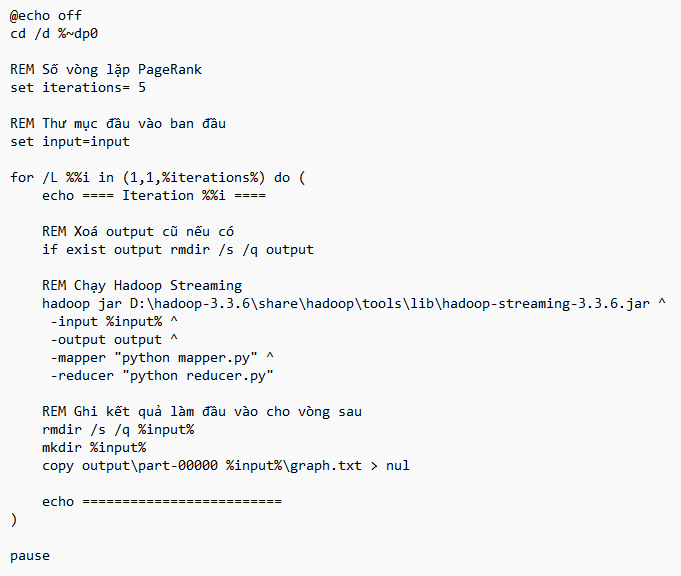 @echo off
cd /d %~dp0
REM Số vòng lặp PageRank
set iterations= 5
REM Thư mục đầu vào ban đầu
set input=input
for /L %%i in (1,1,%iterations%) do (
echo ==== Iteration %%i ====
REM Xoá output cũ nếu có
if exist output rmdir /s /q output
REM Chạy Hadoop Streaming
hadoop jar D:\hadoop-3.3.6\share\hadoop\tools\lib\hadoop-streaming-3.3.6.jar ^
-input %input% ^
-output output ^
-mapper "python mapper.py" ^
-reducer "python reducer.py"
REM Ghi kết quả làm đầu vào cho vòng sau
rmdir /s /q %input%
mkdir %input%
copy output\part-00000 %input%\graph.txt > nul
echo =========================
)
pause